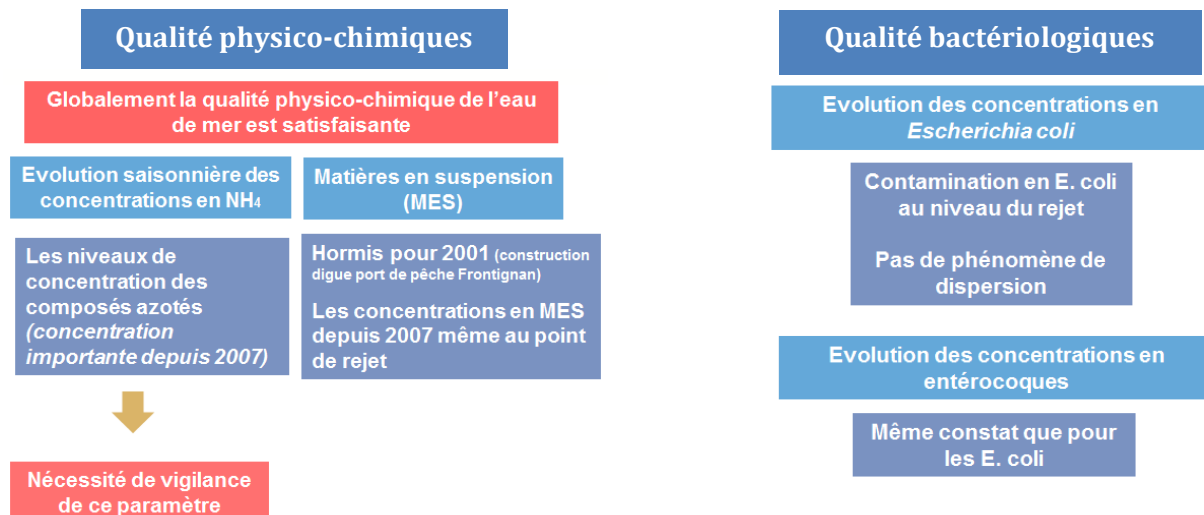 Qualité physico-chimiques
Globalement la qualité physico-chimique de l'eau
de mer est satisfaisante
Evolution saisonnière des
concentrations en NH4
Les niveaux de
concentration des
composés azotés
(concentration
importante depuis 2007)
Nécessité de vigilance
de ce paramètre
Matières en suspension
(MES)
Hormis pour 2001 (construction
digue port de pêche Frontignan)
Les concentrations en MES
depuis 2007 même au point
de rejet
Qualité bactériologiques
Evolution des concentrations en
Escherichia coli
Contamination en E. coli
au niveau du rejet
Pas de phénomène de
dispersion
Evolution des concentrations en
entérocoques
Même constat que pour
les E. coli